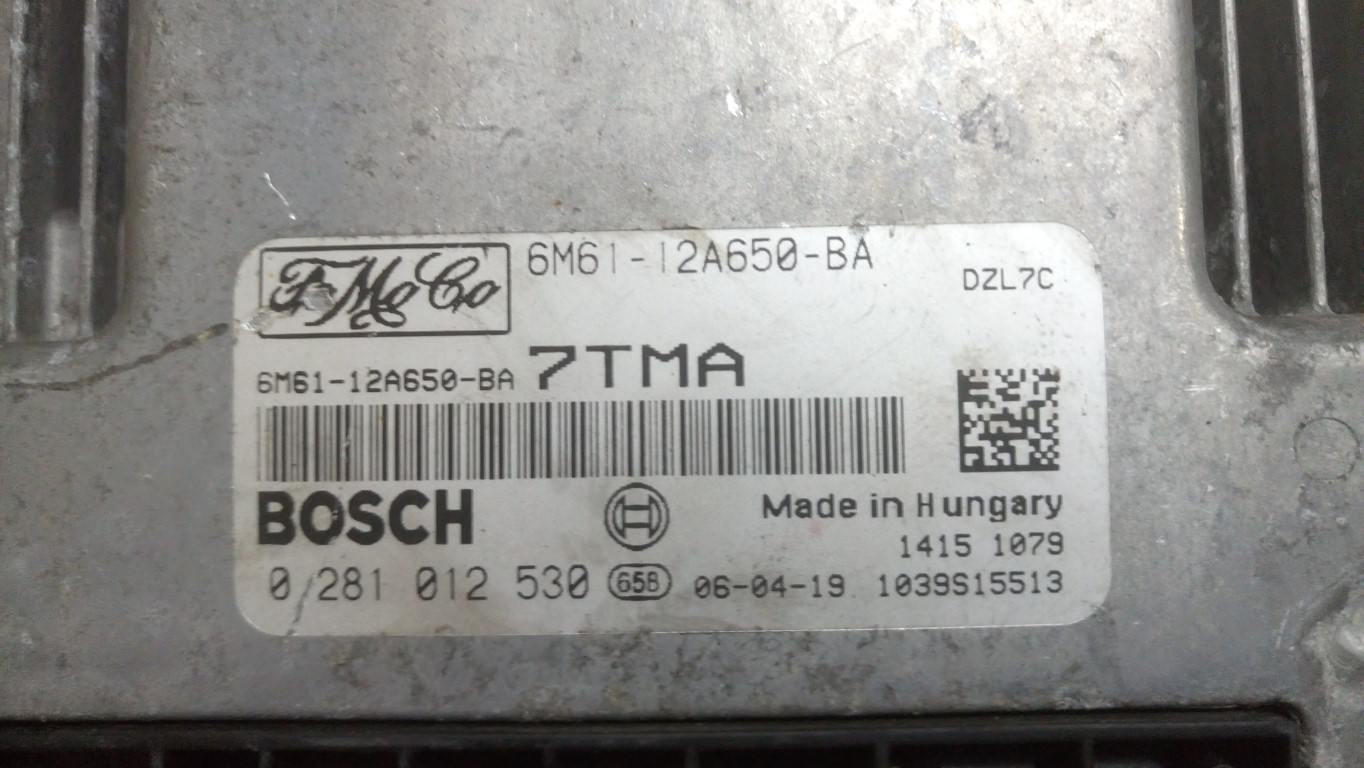 FoMoCo
6M61-12A650-BA
DZL7C
6M61-12A650-BA 7TMA
BOSCH
Made in Hungary
1415 1079
0 281 012 530 658 06-04-19 1039S15513